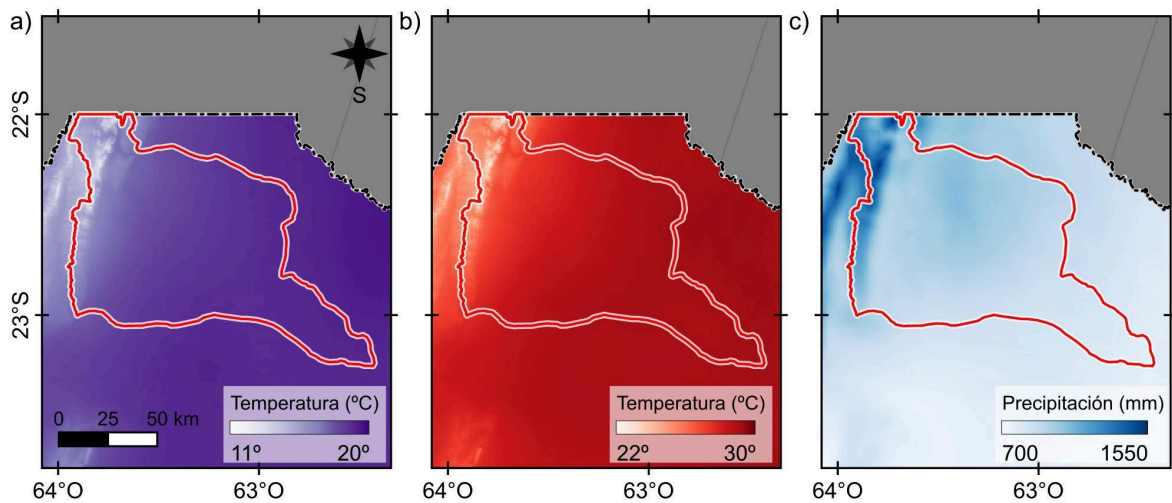 a)
b)
c)
S
22°S
23°S
0 25 50 km
Temperatura (ºC)
11º 20º
Temperatura (ºC)
22º 30º
Precipitación (mm)
700 1550
64°O 63°O
64°O 63°O
64°O 63°O